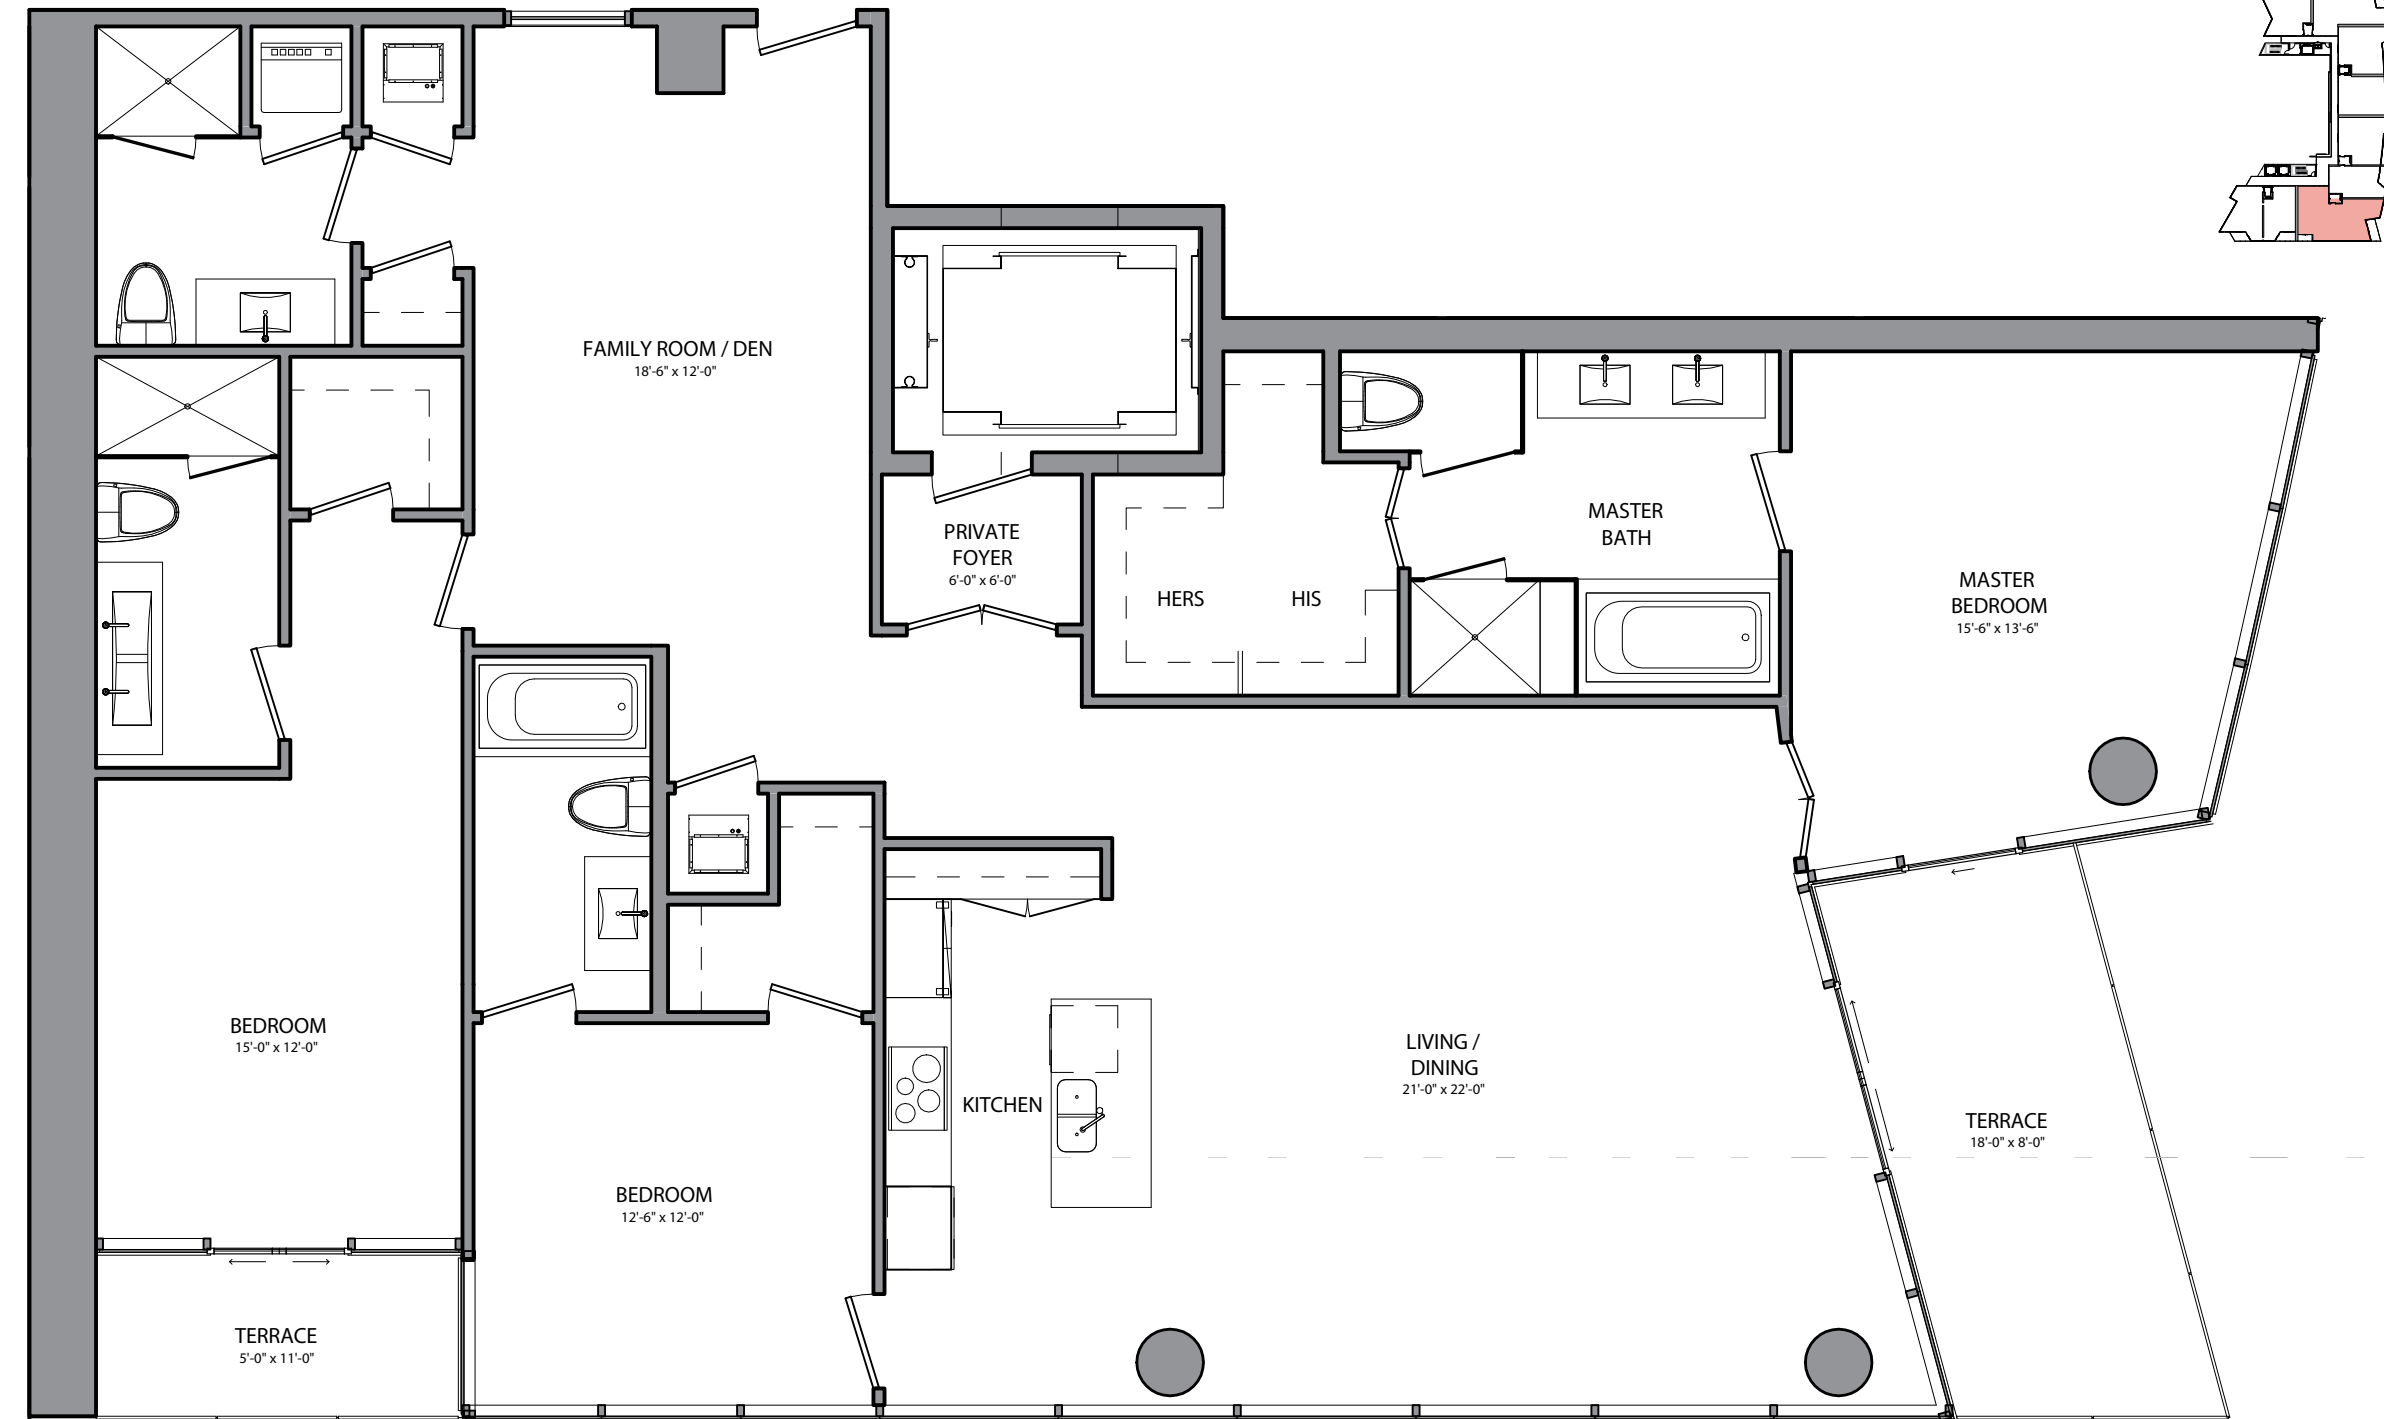 FAMILY ROOM / DEN
18'-6" x 12'-0"
PRIVATE
FOYER
6'-0" x 6'-0"
HERS
HIS
MASTER
BATH
MASTER
BEDROOM
15'-6" x 13'-6"
BEDROOM
15'-0" x 12'-0"
BEDROOM
12'-6" x 12'-0"
KITCHEN
LIVING /
DINING
21'-0" x 22'-0"
TERRACE
18'-0" x 8'-0"
TERRACE
5'-0" x 11'-0"